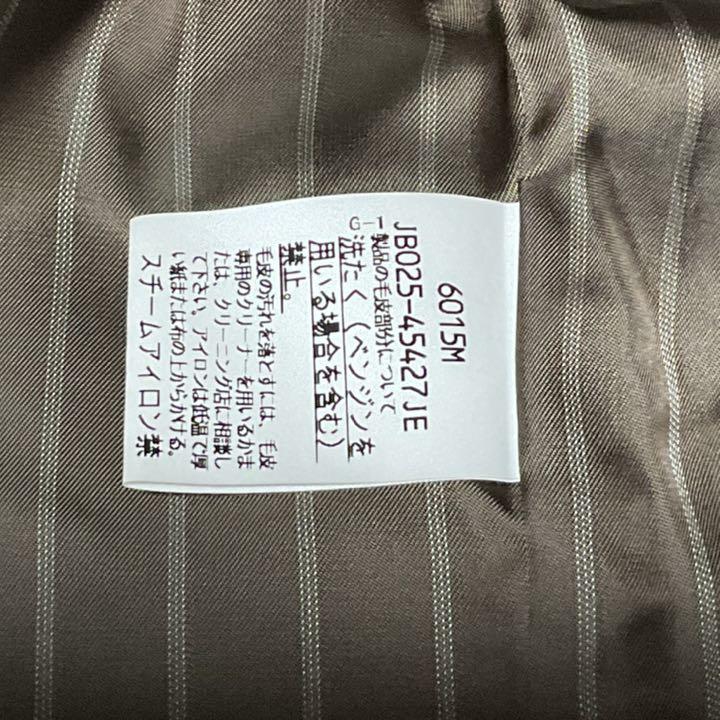 6015M
JB025-45427JE
G-1
製品の毛皮部分について
洗たく（ベンジンを
用いる場合を含む）
禁止。
毛皮の汚れを落とすには、毛皮
専用のクリーナーを用いるかま
たは、クリーニング店に相談し
て下さい。アイロンは低温で厚
い紙または布の上からかける。
スチームアイロン禁